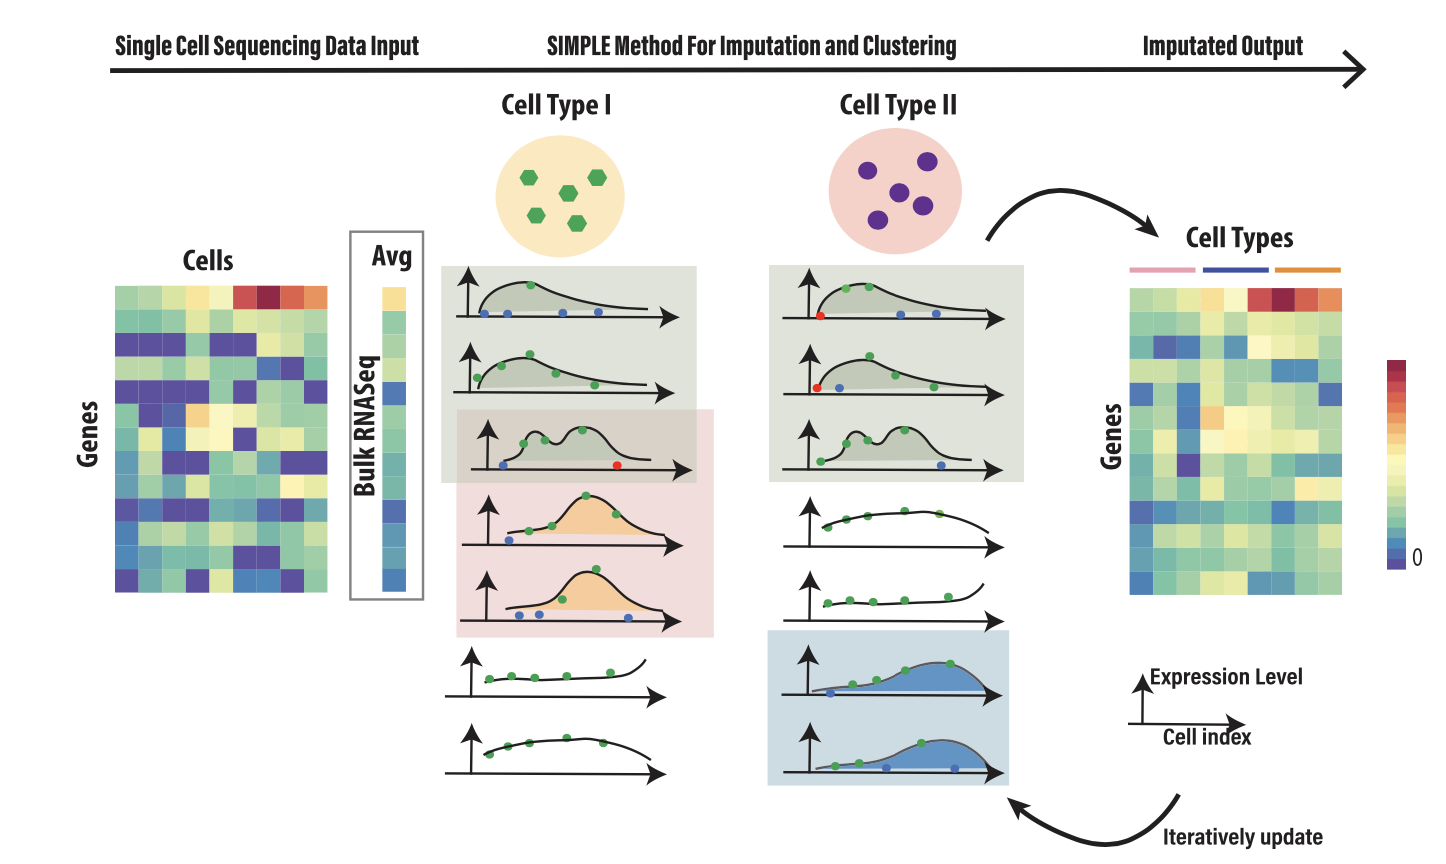 Single Cell Sequencing Data Input
SIMPLE Method For Imputation and Clustering
Imputated Output
Cell Type I
Cell Type II
Cells
Avg
Genes
Bulk RNASeq
Cell Types
Genes
0
Expression Level
Cell index
Iteratively update